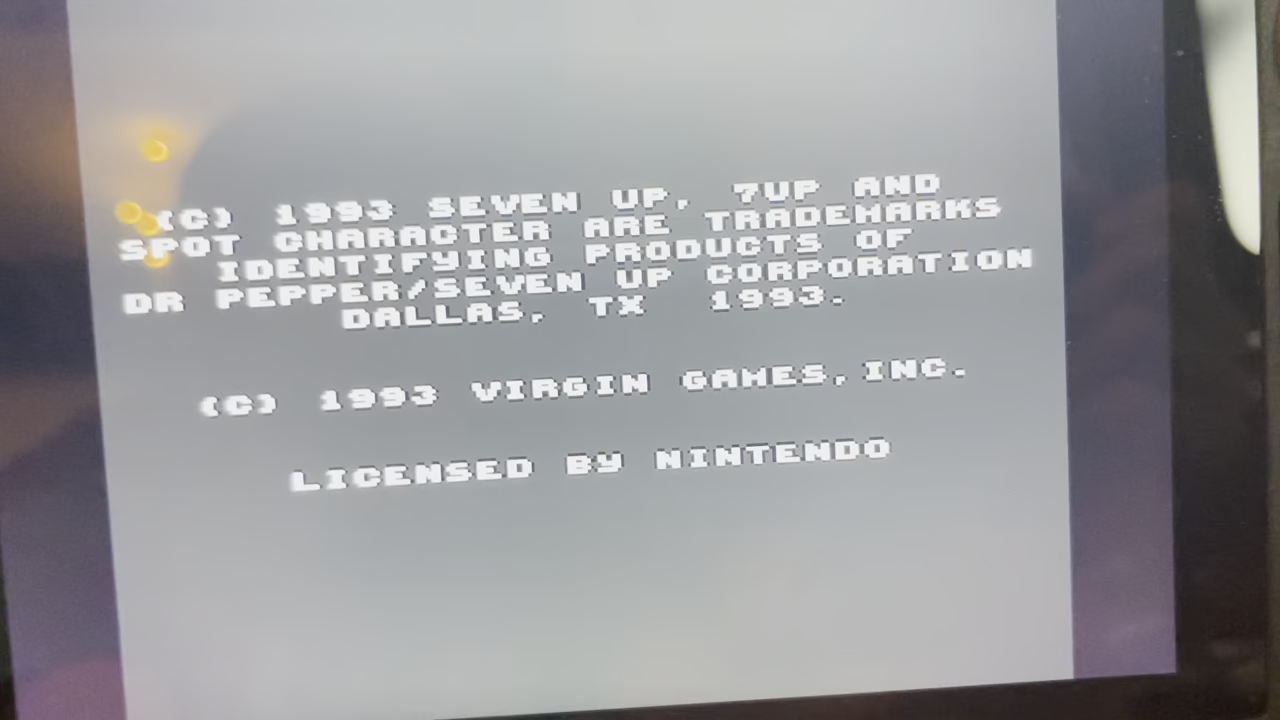 (C) 1993 SEVEN UP, 7UP AND
SPOT CHARACTER ARE TRADEMARKS
IDENTIFYING PRODUCTS OF
DR PEPPER/SEVEN UP CORPORATION
DALLAS, TX 1993.
(C) 1993 VIRGIN GAMES,INC.
LICENSED BY NINTENDO